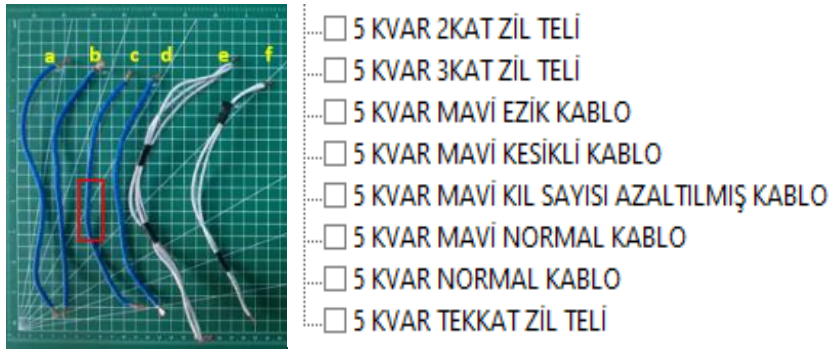 a b c d e f
5 KVAR 2KAT ZİL TELİ
5 KVAR 3KAT ZİL TELİ
5 KVAR MAVİ EZİK KABLO
5 KVAR MAVİ KESİKLİ KABLO
5 KVAR MAVİ KIL SAYISI AZALTILMIŞ KABLO
5 KVAR MAVİ NORMAL KABLO
5 KVAR NORMAL KABLO
5 KVAR TEKKAT ZİL TELİ